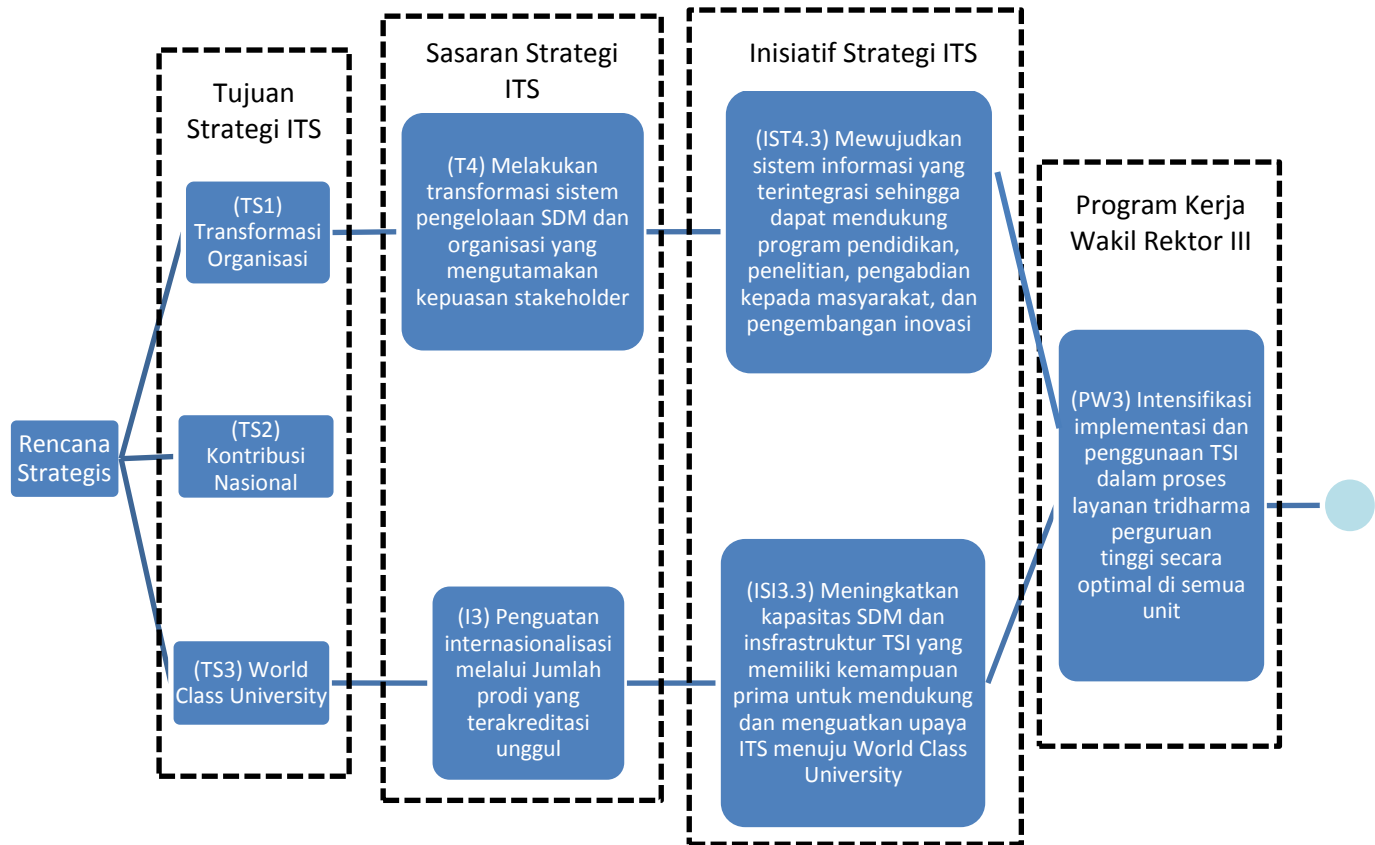 Rencana
Strategis
Tujuan
Strategi ITS
(TS1)
Transformasi
Organisasi
(TS2)
Kontribusi
Nasional
(TS3) World
Class University
Sasaran Strategi
ITS
(T4) Melakukan
transformasi sistem
pengelolaan SDM dan
organisasi yang
mengutamakan
kepuasan stakeholder
(I3) Penguatan
internasionalisasi
melalui Jumlah
prodi yang
terakreditasi
unggul
Inisiatif Strategi ITS
(IST4.3) Mewujudkan
sistem informasi yang
terintegrasi sehingga
dapat mendukung
program pendidikan,
penelitian, pengabdian
kepada masyarakat, dan
pengembangan inovasi
(ISI3.3) Meningkatkan
kapasitas SDM dan
insfrastruktur TSI yang
memiliki kemampuan
prima untuk mendukung
dan menguatkan upaya
ITS menuju World Class
University
Program Kerja
Wakil Rektor III
(PW3) Intensifikasi
implementasi dan
penggunaan TSI
dalam proses
layanan tridharma
perguruan
tinggi secara
optimal di semua
unit